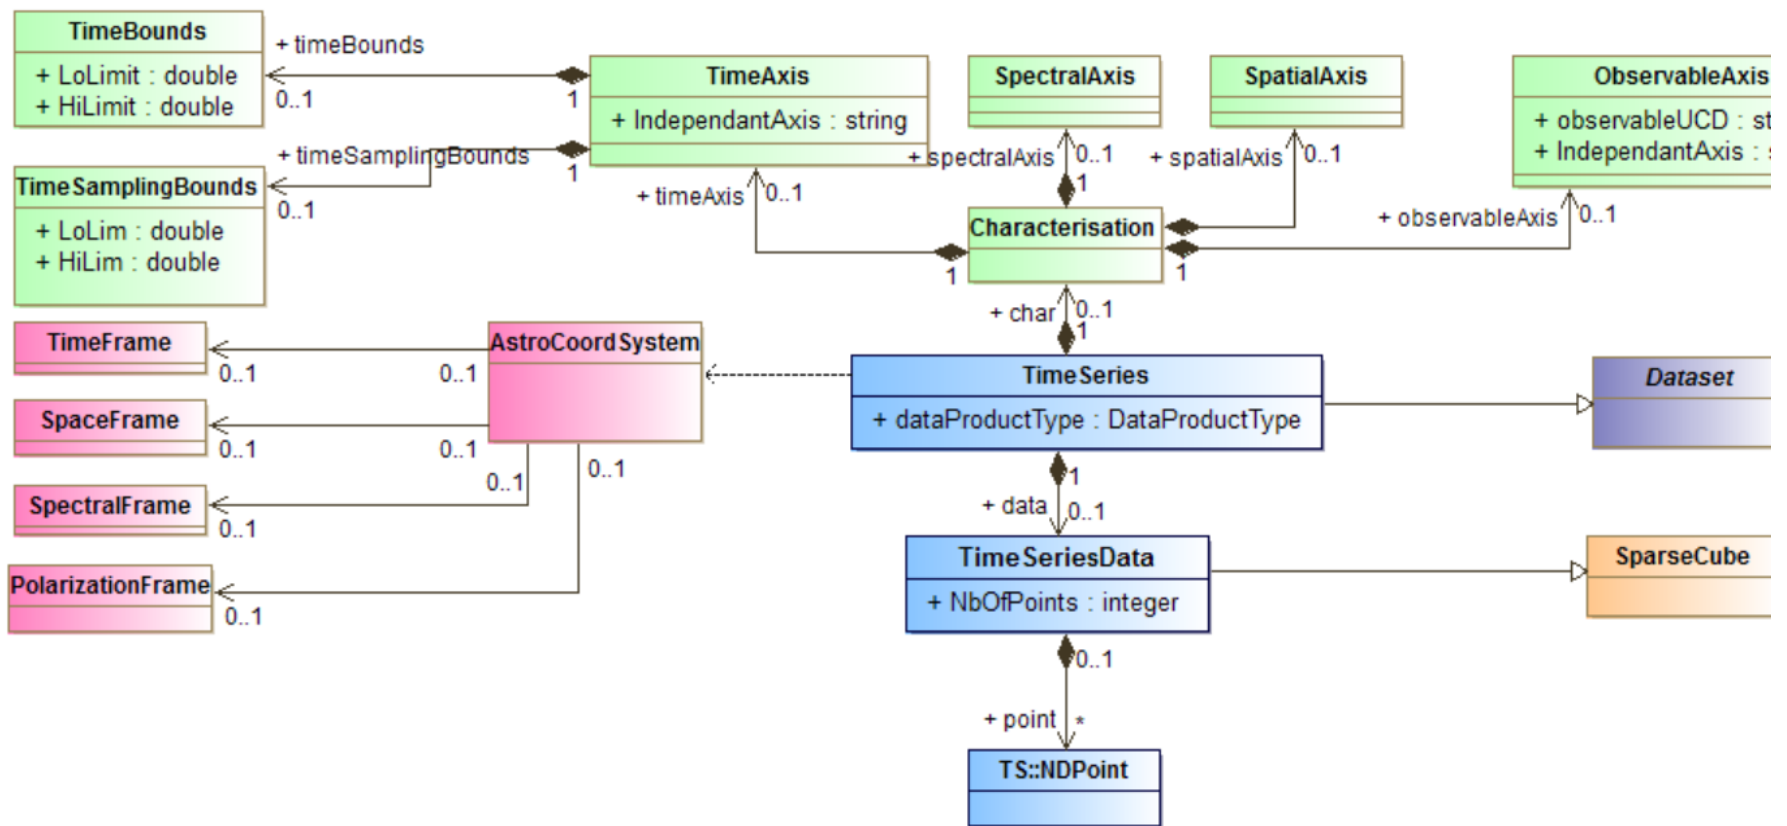 TimeBounds
+ LoLimit : double
+ HiLimit : double
+ timeBounds
0..1
1
TimeAxis
+ IndependantAxis : string
SpectralAxis
SpatialAxis
ObservableAxis
+ observableUCD : st
+ IndependantAxis : s
+ timeSamplingBounds
0..1
1
TimeSamplingBounds
+ LoLim : double
+ HiLim : double
+ timeAxis
0..1
+ spectralAxis
0..1
1
+ spatialAxis
0..1
+ observableAxis
0..1
Characterisation
1
1
+ char
0..1
1
TimeFrame
0..1
0..1
AstroCoordSystem
SpaceFrame
0..1
0..1
SpectralFrame
0..1
0..1
PolarizationFrame
0..1
0..1
TimeSeries
+ dataProductType : DataProductType
Dataset
1
+ data
0..1
TimeSeriesData
+ NbOfPoints : integer
SparseCube
0..1
+ point
*
TS::NDPoint